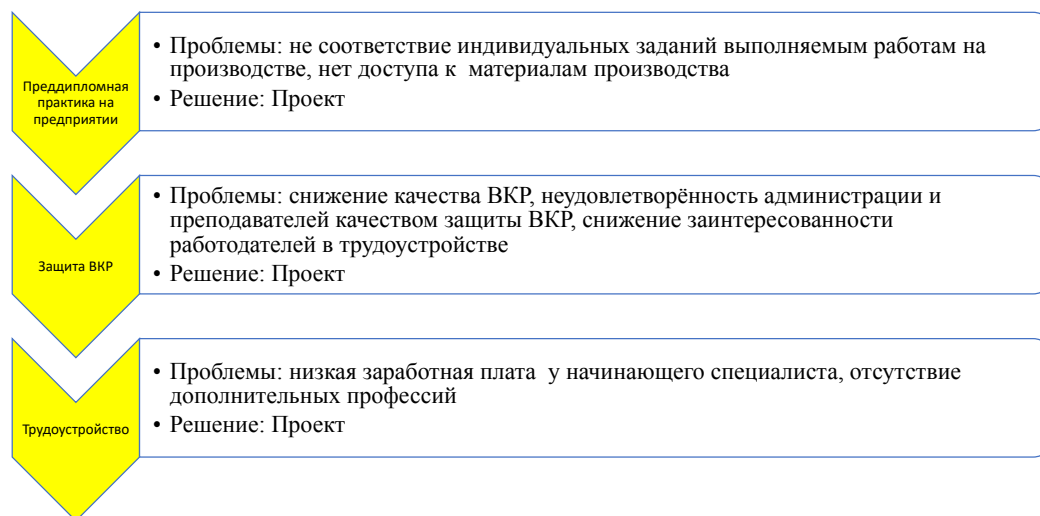 Преддипломная
практика на
предприятии
• Проблемы: не соответствие индивидуальных заданий выполняемым работам на
производстве, нет доступа к  материалам производства
• Решение: Проект
Защита ВКР
• Проблемы: снижение качества ВКР, неудовлетворённость администрации и
преподавателей качеством защиты ВКР, снижение заинтересованности
работодателей в трудоустройстве
• Решение: Проект
Трудоустройство
• Проблемы: низкая заработная плата  у начинающего специалиста, отсутствие
дополнительных профессий
• Решение: Проект